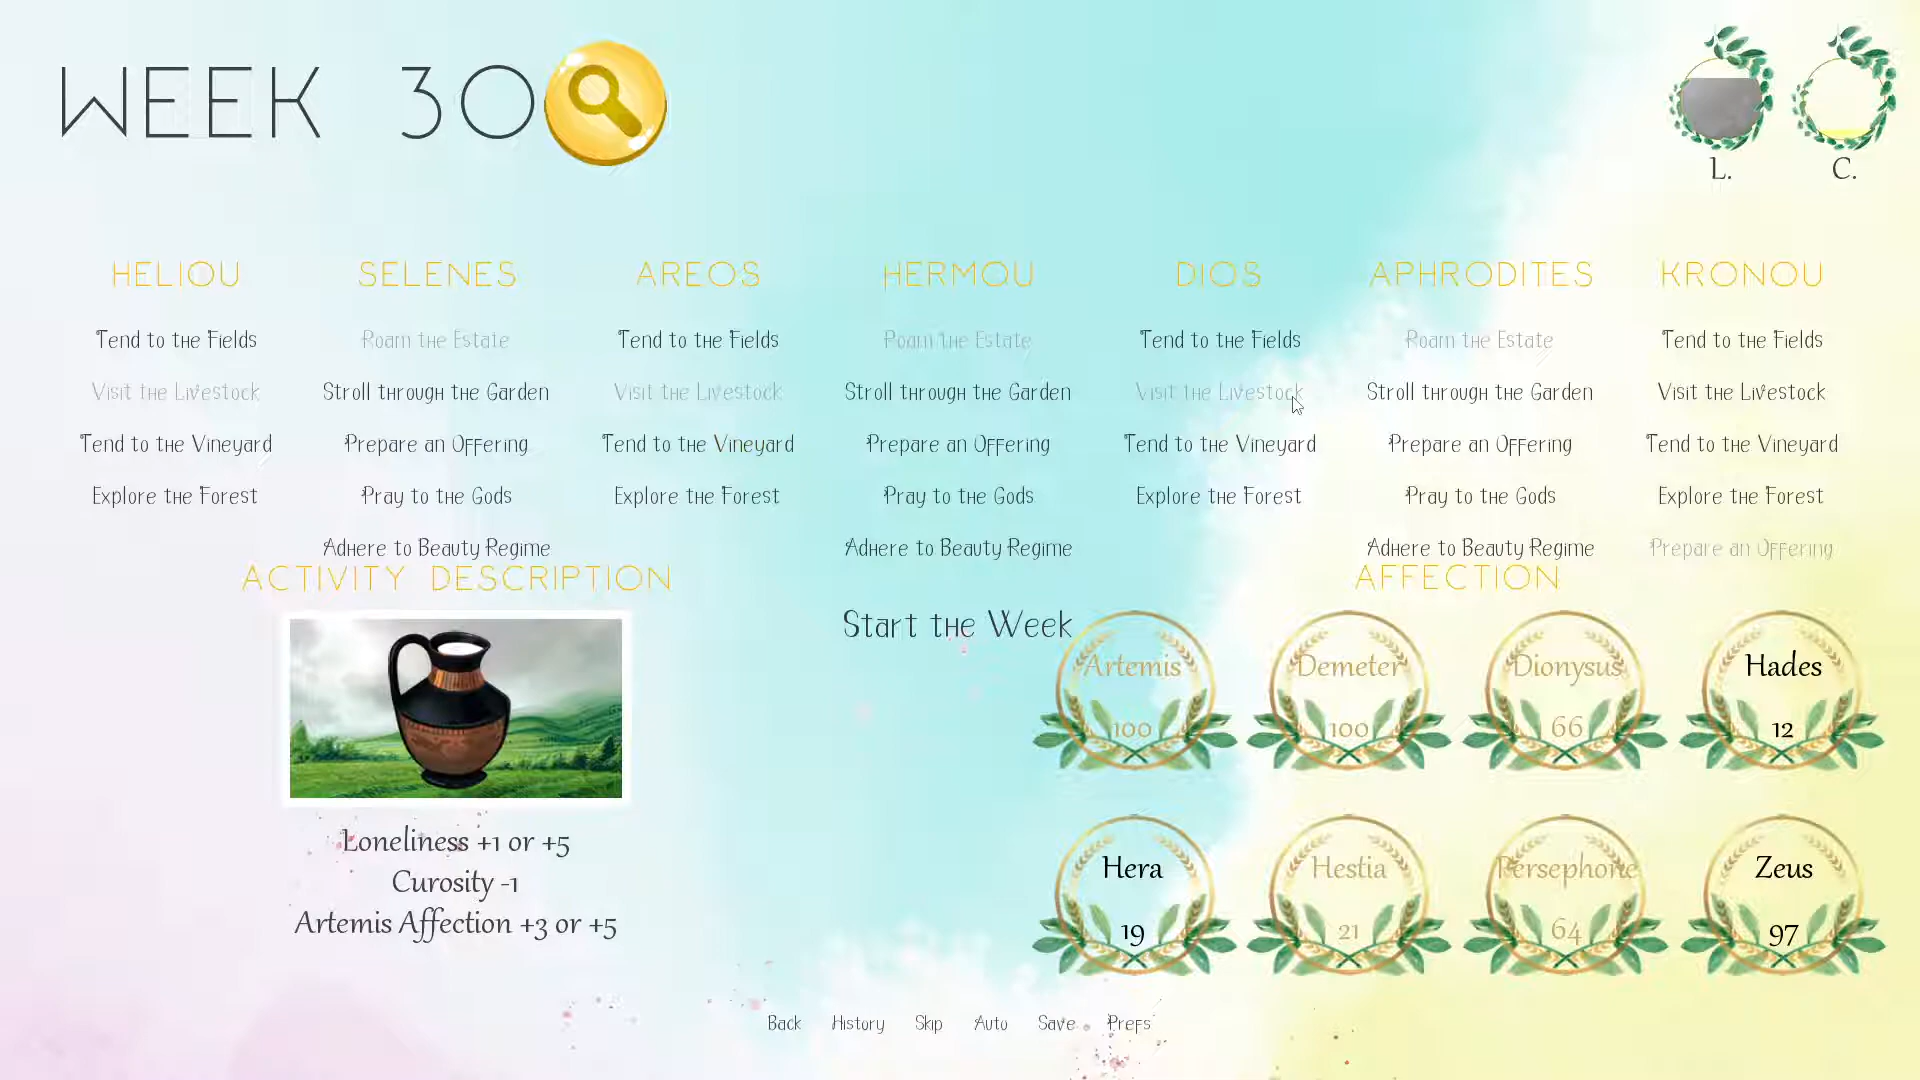 WEEK 30
L.
C.
HELIOU
SELENES
AREOS
HERMOU
DIOS
APHRODITES
KRONOU
Tend to the Fields
Roam the Estate
Tend to the Fields
Roam the Estate
Tend to the Fields
Roam the Estate
Tend to the Fields
Visit the Livestock
Stroll through the Garden
Visit the Livestock
Stroll through the Garden
Visit the Livestock
Stroll through the Garden
Visit the Livestock
Tend to the Vineyard
Prepare an Offering
Tend to the Vineyard
Prepare an Offering
Tend to the Vineyard
Prepare an Offering
Tend to the Vineyard
Explore the Forest
Pray to the Gods
Explore the Forest
Pray to the Gods
Explore the Forest
Pray to the Gods
Explore the Forest
Adhere to Beauty Regime
Adhere to Beauty Regime
Adhere to Beauty Regime
Prepare an Offering
ACTIVITY DESCRIPTION
Loneliness +1 or +5
Curosity -1
Artemis Affection +3 or +5
Start the Week
AFFECTION
Artemis
100
Demeter
100
Dionysus
66
Hades
12
Hera
19
Hestia
21
Persephone
64
Zeus
97
Back
History
Skip
Auto
Save
Prefs